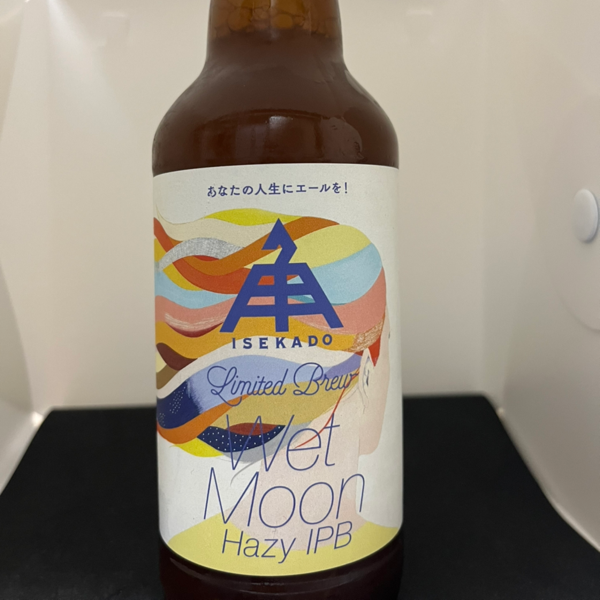 あなたの人生にエールを！
ISEKADO
Limited Brew
Wet
Moon
Hazy IPB